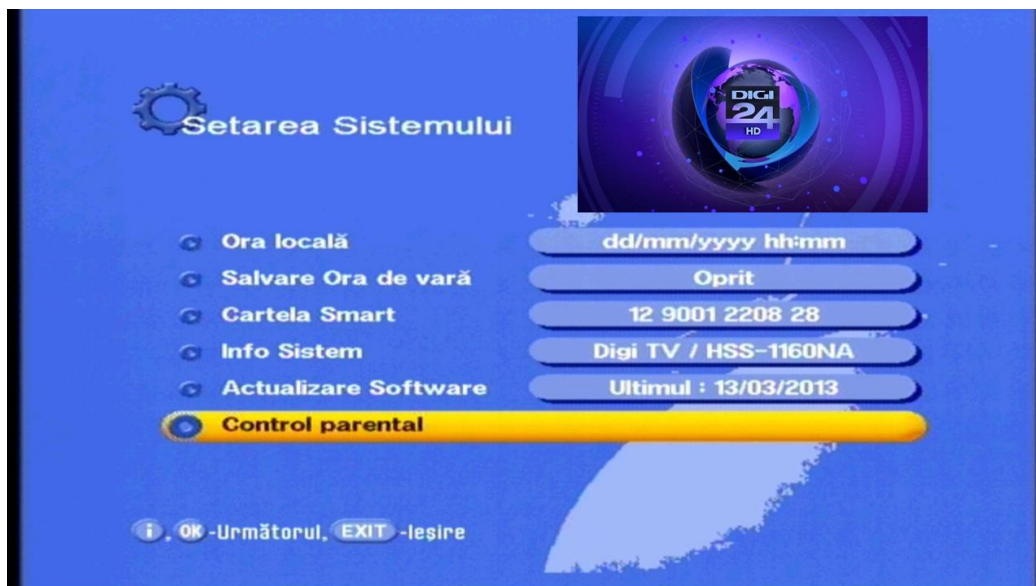 DIGI
24
HD
Setarea Sistemului
Ora locală dd/mm/yyyy hh:mm
Salvare Ora de vară Oprit
Cartela Smart 12 9001 2208 28
Info Sistem Digi TV / HSS-1160NA
Actualizare Software Ultimul : 13/03/2013
Control parental
i, OK -Următorul, EXIT -Ieşire